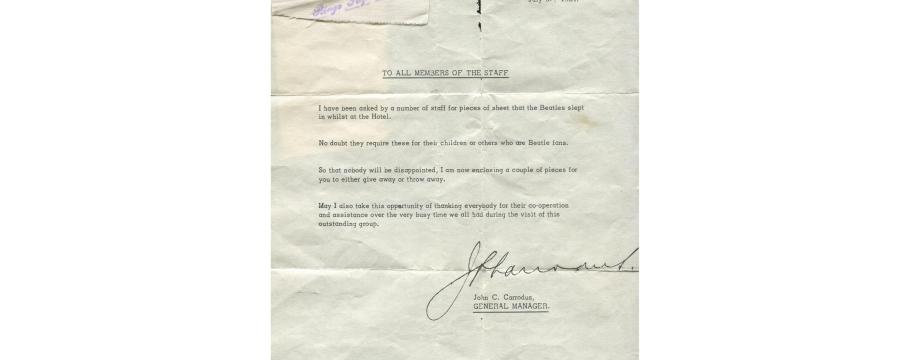 Ringo
July
TO ALL MEMBERS OF THE STAFF
I have been asked by a number of staff for pieces of sheet that the Beatles slept
in whilst at the Hotel.
No doubt they require these for their children or others who are Beatle fans.
So that nobody will be disappointed, I am now enclosing a couple of pieces for
you to either give away or throw away.
May I also take this opportunity of thanking everybody for their co-operation
and assistance over the very busy time we all had during the visit of this
outstanding group.
John C. Carrodus,
GENERAL MANAGER.